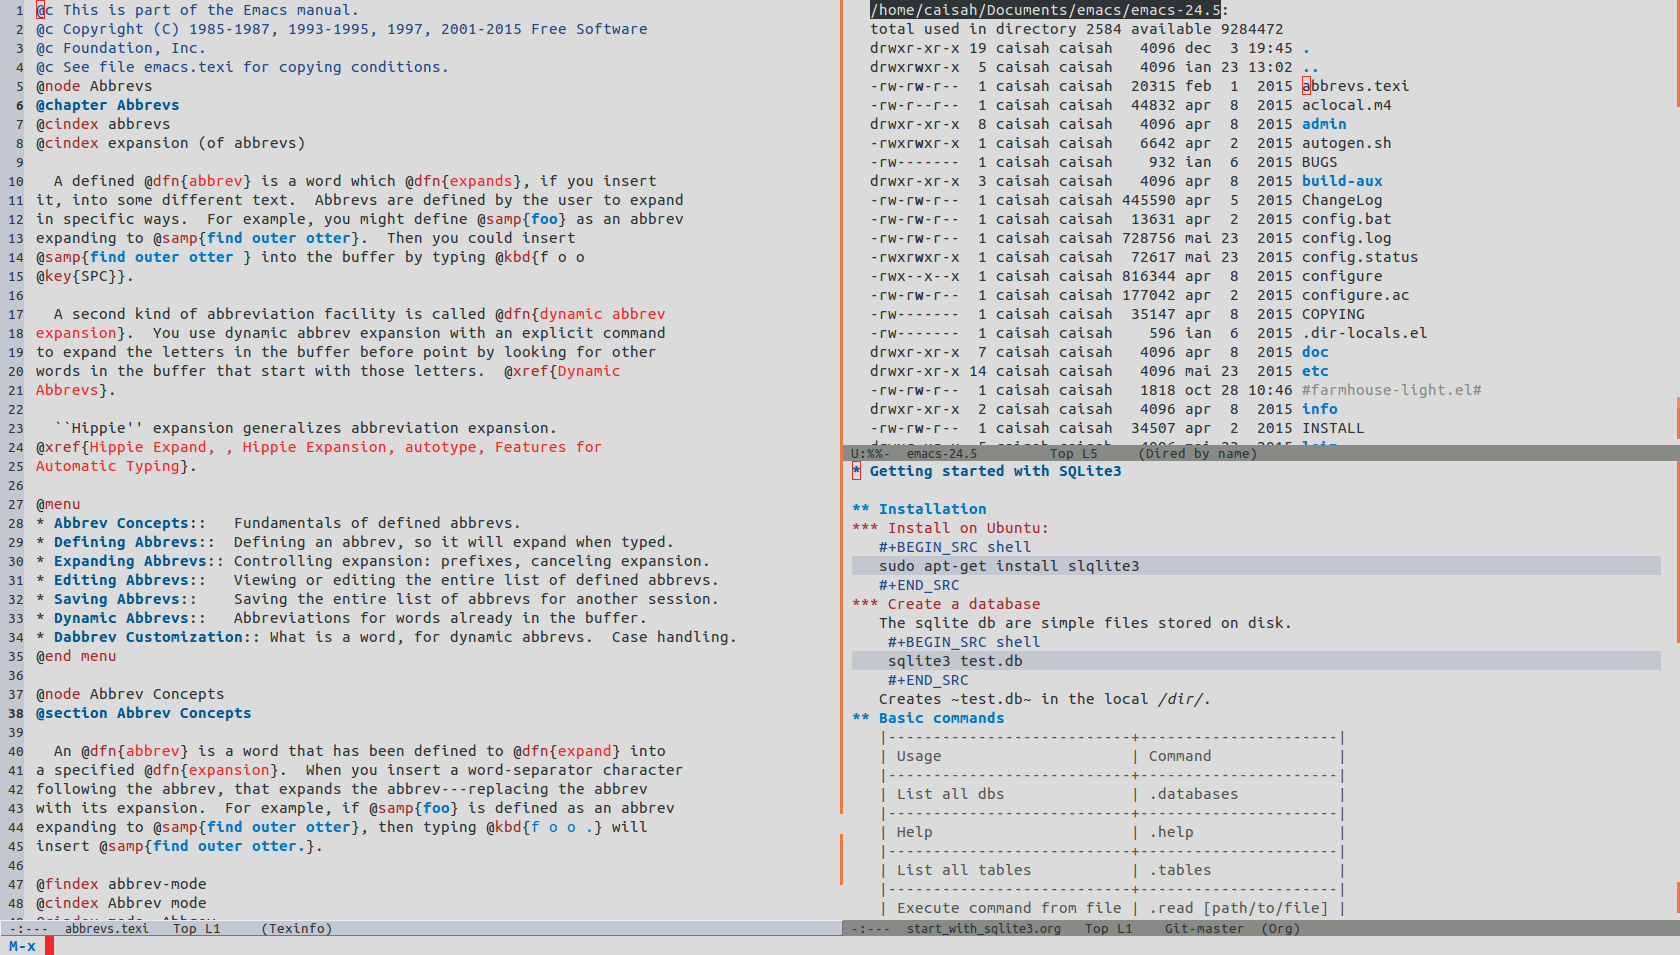 1 @c This is part of the Emacs manual.
2 @c Copyright (C) 1985-1987, 1993-1995, 1997, 2001-2015 Free Software
3 @c Foundation, Inc.
4 @c See file emacs.texi for copying conditions.
5 @node Abbrevs
6 @chapter Abbrevs
7 @cindex abbrevs
8 @cindex expansion (of abbrevs)
9
10   A defined @dfn{abbrev} is a word which @dfn{expands}, if you insert
11 it, into some different text.  Abbrevs are defined by the user to expand
12 in specific ways.  For example, you might define @samp{foo} as an abbrev
13 expanding to @samp{find outer otter}.  Then you could insert
14 @samp{find outer otter } into the buffer by typing @kbd{f o o
15 @key{SPC}}.
16
17   A second kind of abbreviation facility is called @dfn{dynamic abbrev
18 expansion}.  You use dynamic abbrev expansion with an explicit command
19 to expand the letters in the buffer before point by looking for other
20 words in the buffer that start with those letters.  @xref{Dynamic
21 Abbrevs}.
22
23   ``Hippie'' expansion generalizes abbreviation expansion.
24 @xref{Hippie Expand, , Hippie Expansion, autotype, Features for
25 Automatic Typing}.
26
27 @menu
28 * Abbrev Concepts::   Fundamentals of defined abbrevs.
29 * Defining Abbrevs::  Defining an abbrev, so it will expand when typed.
30 * Expanding Abbrevs:: Controlling expansion: prefixes, canceling expansion.
31 * Editing Abbrevs::   Viewing or editing the entire list of defined abbrevs.
32 * Saving Abbrevs::    Saving the entire list of abbrevs for another session.
33 * Dynamic Abbrevs::   Abbreviations for words already in the buffer.
34 * Dabbrev Customization:: What is a word, for dynamic abbrevs.  Case handling.
35 @end menu
36
37 @node Abbrev Concepts
38 @section Abbrev Concepts
39
40   An @dfn{abbrev} is a word that has been defined to @dfn{expand} into
41 a specified @dfn{expansion}.  When you insert a word-separator character
42 following the abbrev, that expands the abbrev---replacing the abbrev
43 with its expansion.  For example, if @samp{foo} is defined as an abbrev
44 expanding to @samp{find outer otter}, then typing @kbd{f o o .} will
45 insert @samp{find outer otter.}.
46
47 @findex abbrev-mode
48 @cindex Abbrev mode
-:---  abbrevs.texi   Top L1     (Texinfo)
/home/caisah/Documents/emacs/emacs-24.5:
total used in directory 2584 available 9284472
drwxr-xr-x 19 caisah caisah   4096 dec  3 19:45 .
drwxrwxr-x  5 caisah caisah   4096 ian 23 13:02 ..
-rw-rw-r--  1 caisah caisah  20315 feb  1  2015 abbrevs.texi
-rw-r--r--  1 caisah caisah  44832 apr  8  2015 aclocal.m4
drwxr-xr-x  8 caisah caisah   4096 apr  8  2015 admin
-rwxrwxr-x  1 caisah caisah   6642 apr  2  2015 autogen.sh
-rw-------  1 caisah caisah    932 ian  6  2015 BUGS
drwxr-xr-x  3 caisah caisah   4096 apr  8  2015 build-aux
-rw-rw-r--  1 caisah caisah 445590 apr  5  2015 ChangeLog
-rw-rw-r--  1 caisah caisah  13631 apr  2  2015 config.bat
-rw-rw-r--  1 caisah caisah 728756 mai 23  2015 config.log
-rwxrwxr-x  1 caisah caisah  72617 mai 23  2015 config.status
-rwx--x--x  1 caisah caisah 816344 apr  8  2015 configure
-rw-rw-r--  1 caisah caisah 177042 apr  2  2015 configure.ac
-rw-------  1 caisah caisah  35147 apr  8  2015 COPYING
-rw-------  1 caisah caisah    596 ian  6  2015 .dir-locals.el
drwxr-xr-x  7 caisah caisah   4096 apr  8  2015 doc
drwxr-xr-x 14 caisah caisah   4096 mai 23  2015 etc
-rw-rw-r--  1 caisah caisah   1818 oct 28 10:46 #farmhouse-light.el#
drwxr-xr-x  2 caisah caisah   4096 apr  8  2015 info
-rw-rw-r--  1 caisah caisah  34507 apr  2  2015 INSTALL
U:%%-  emacs-24.5         Top L5     (Dired by name)
* Getting started with SQLite3
** Installation
*** Install on Ubuntu:
#+BEGIN_SRC shell
sudo apt-get install slqlite3
#+END_SRC
*** Create a database
The sqlite db are simple files stored on disk.
#+BEGIN_SRC shell
sqlite3 test.db
#+END_SRC
Creates ~test.db~ in the local /dir/.
** Basic commands
|---------------------------+----------------------|
| Usage                     | Command              |
|---------------------------+----------------------|
| List all dbs              | .databases           |
|---------------------------+----------------------|
| Help                      | .help                |
|---------------------------+----------------------|
| List all tables           | .tables              |
|---------------------------+----------------------|
| Execute command from file | .read [path/to/file] |
-:---  start_with_sqlite3.org   Top L1    Git-master  (Org)
M-x